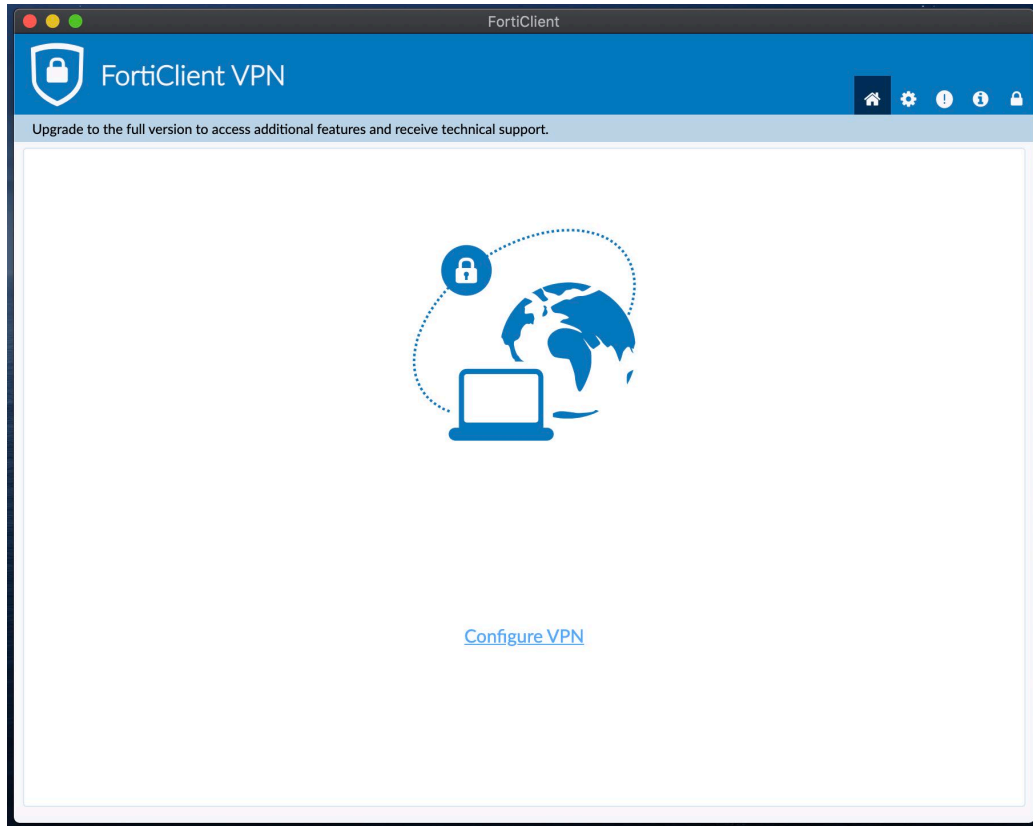 FortiClient
FortiClient VPN
Upgrade to the full version to access additional features and receive technical support.
Configure VPN